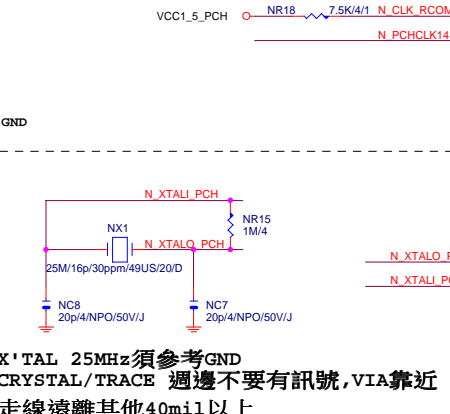 VCC1_5_PCH NR18 7.5K/4/1 N_CLK_RCOM
N_PCHCLK14
GND
N_XTALI_PCH
NX1 NR15
1M/4
N_XTALO_PCH
25M/16p/30ppm/49US/20/D
N_XTALO_P
N_XTALI_P
NC8 NC7
20p/4/NPO/50V/J 20p/4/NPO/50V/J
X'TAL 25MHz須參考GND
CRYSTAL/TRACE 週邊不要有訊號,VIA靠近
走線遠離其他40mil以上